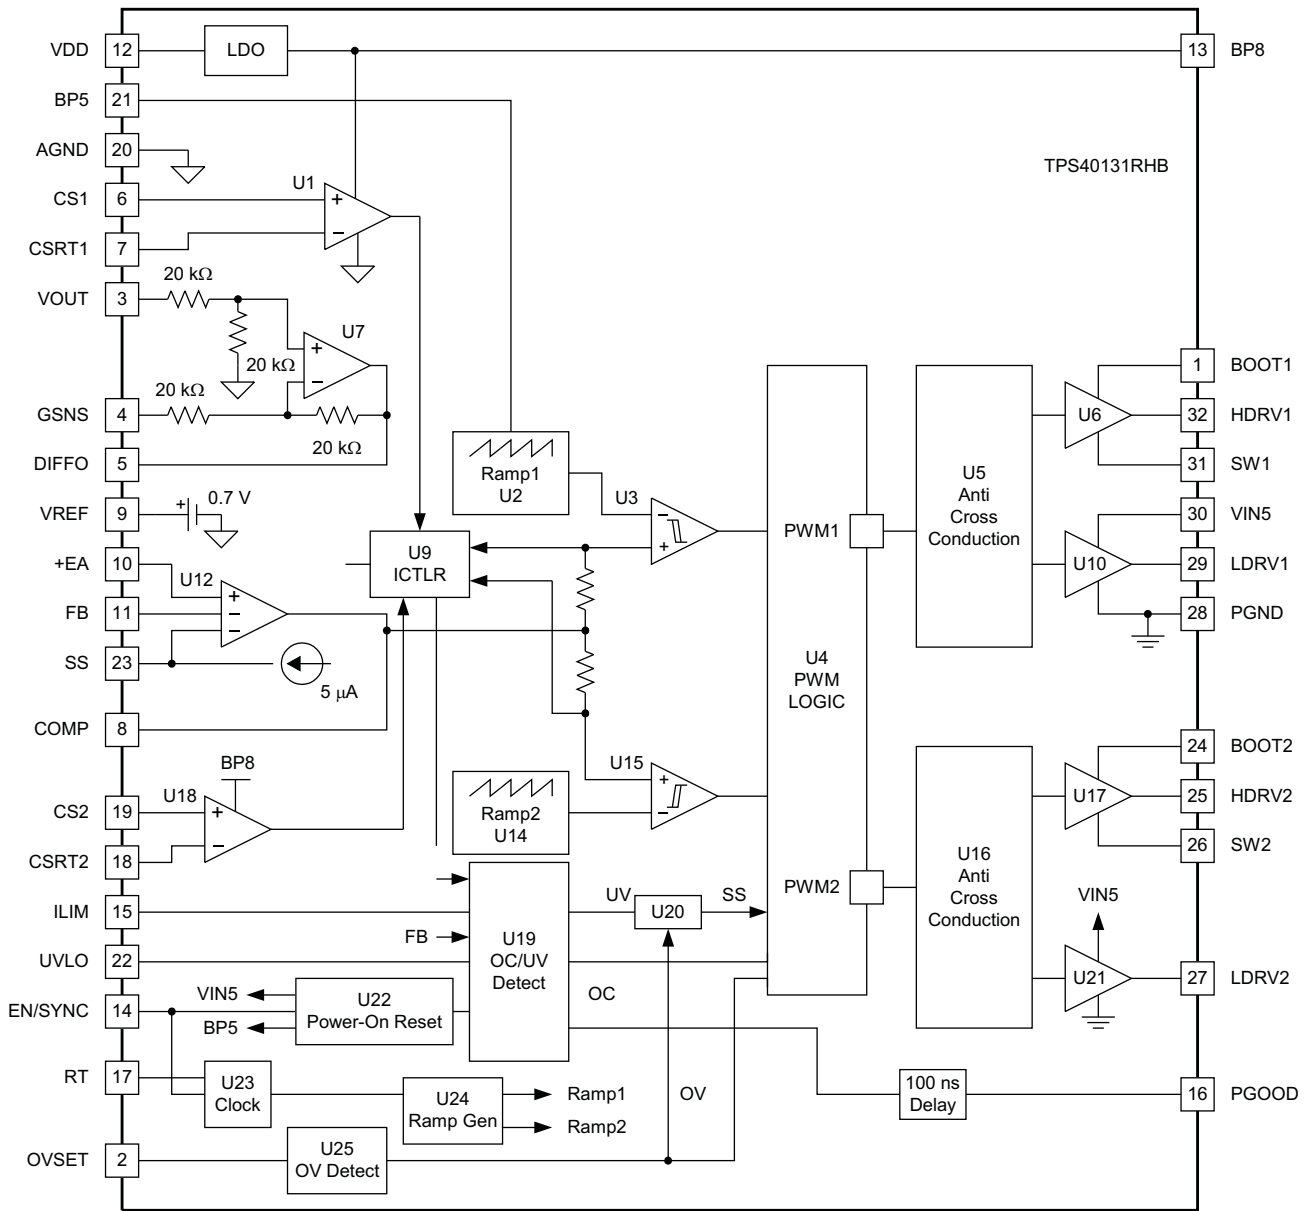 VDD
12
LDO
13
BP8
BP5
21
AGND
20
TPS40131RHB
CS1
6
U1
+
−
CSRT1
7
20 kΩ
VOUT
3
U7
+
−
20 kΩ
20 kΩ
GSNS
4
20 kΩ
DIFFO
5
Ramp1
U2
VREF
9
+
0.7 V
+EA
10
U12
+
−
−
FB
11
SS
23
5 µA
COMP
8
U9
ICTLR
U3
−
+
PWM1
U4
PWM
LOGIC
PWM2
U5
Anti
Cross
Conduction
U6
U10
1
BOOT1
32
HDRV1
31
SW1
30
VIN5
29
LDRV1
28
PGND
BP8
CS2
19
U18
+
−
CSRT2
18
Ramp2
U14
U15
+
−
U16
Anti
Cross
Conduction
U17
VIN5
U21
24
BOOT2
25
HDRV2
26
SW2
27
LDRV2
ILIM
15
UV
U20
SS
FB
U19
OC/UV
Detect
UVLO
22
OC
EN/SYNC
14
VIN5
BP5
U22
Power-On Reset
RT
17
U23
Clock
U24
Ramp Gen
Ramp1
Ramp2
OV
100 ns
Delay
16
PGOOD
OVSET
2
U25
OV Detect